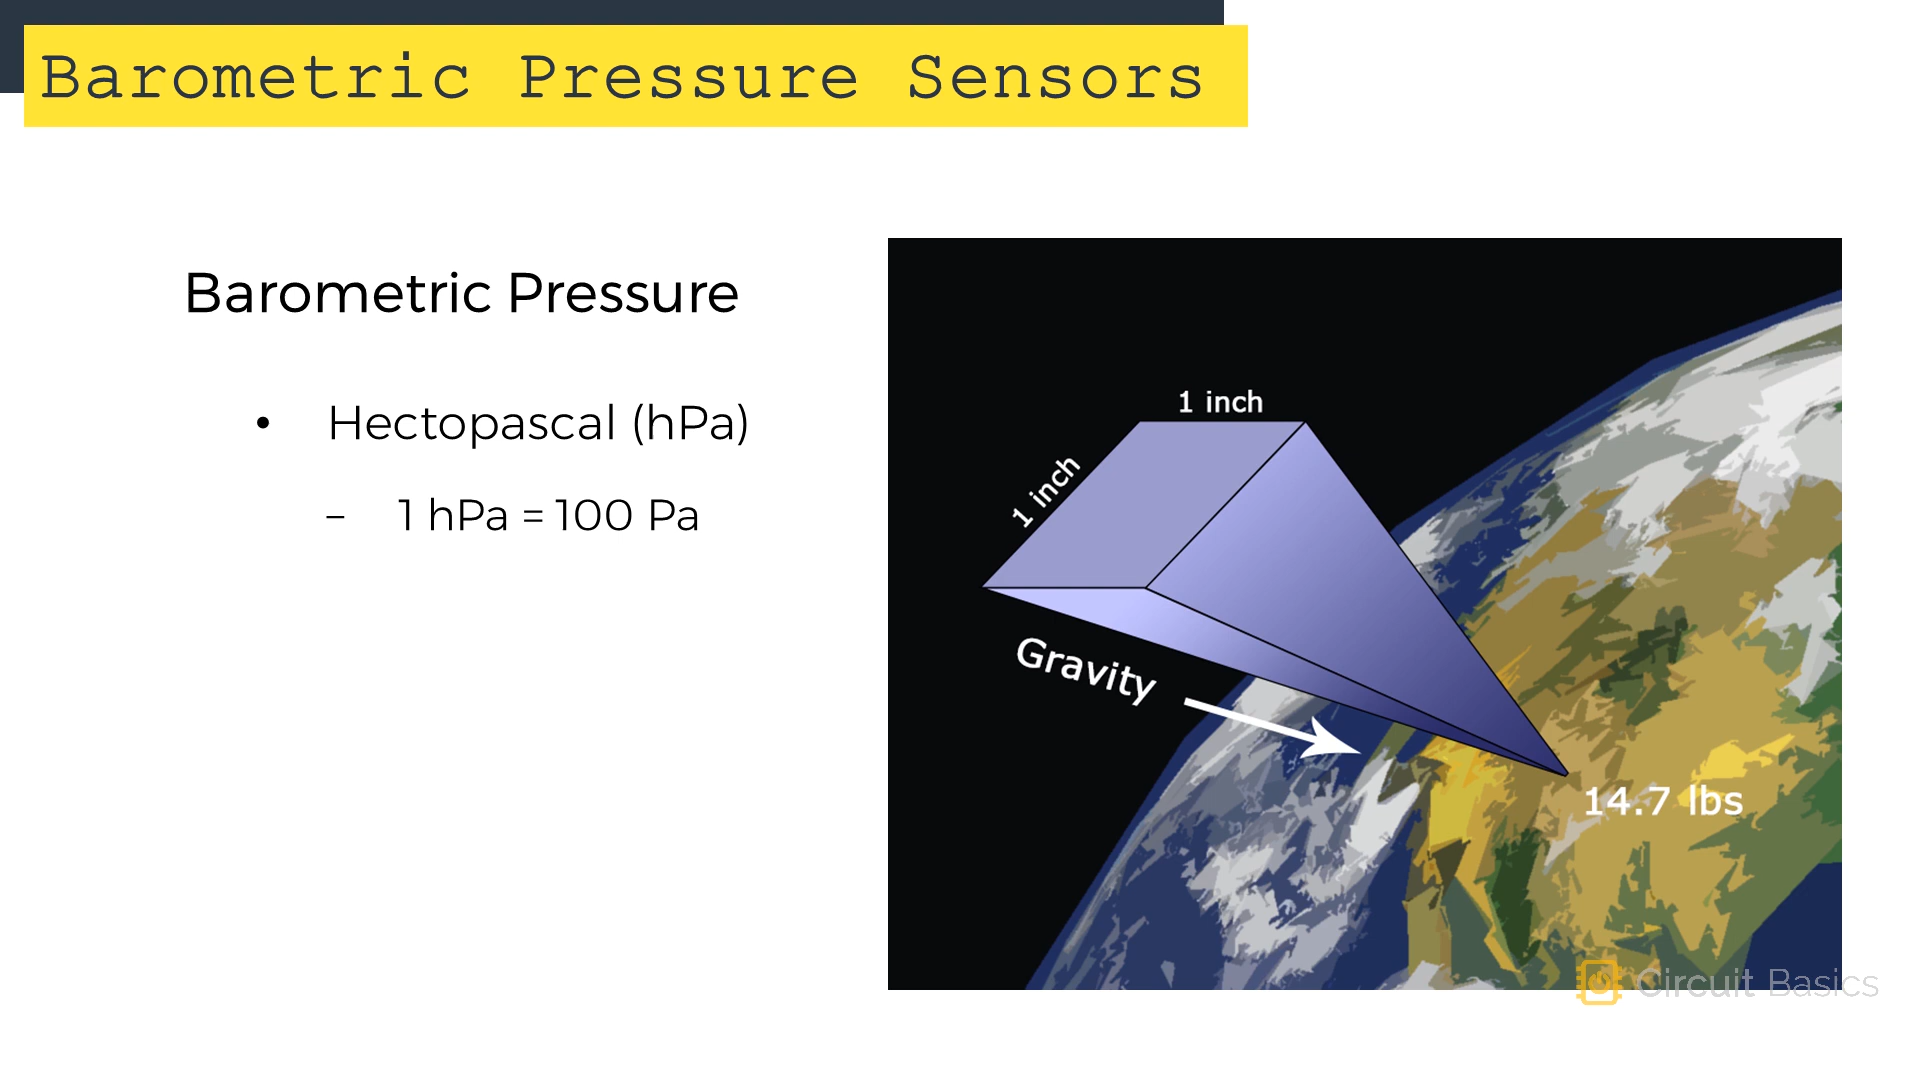 Barometric Pressure Sensors
Barometric Pressure
• Hectopascal (hPa)
– 1 hPa = 100 Pa
1 inch
1 inch
Gravity
14.7 lbs
Circuit Basics